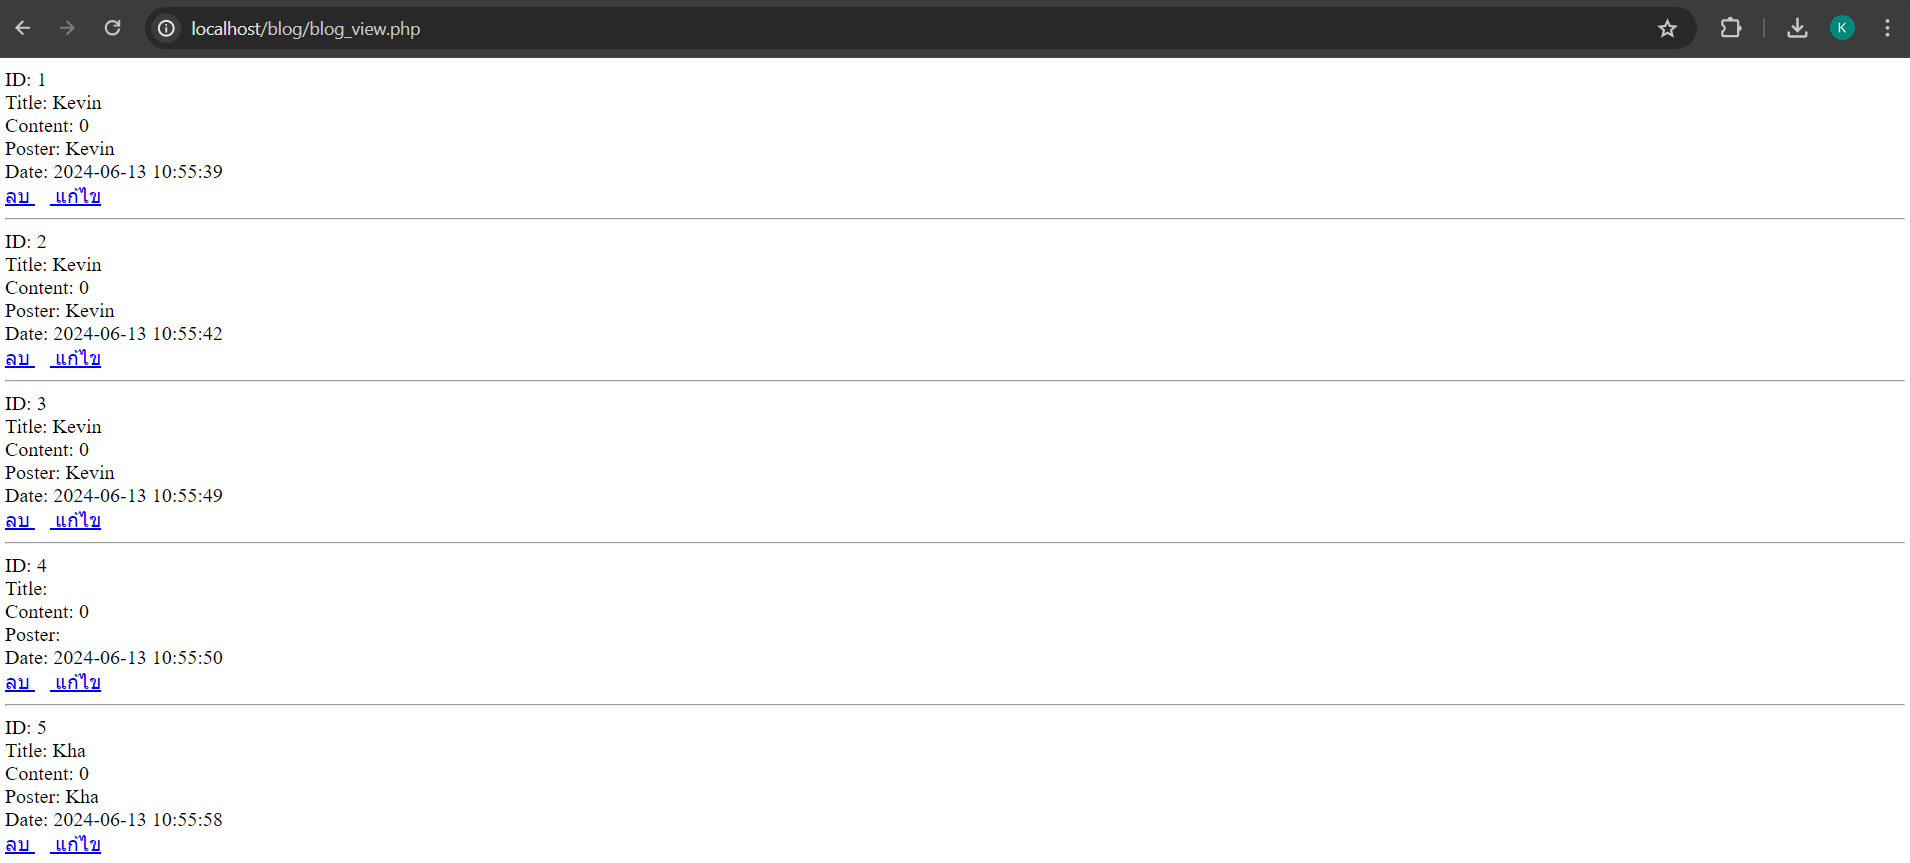 localhost/blog/blog_view.php
K
ID: 1
Title: Kevin
Content: 0
Poster: Kevin
Date: 2024-06-13 10:55:39
ลบ แก้ไข
ID: 2
Title: Kevin
Content: 0
Poster: Kevin
Date: 2024-06-13 10:55:42
ลบ แก้ไข
ID: 3
Title: Kevin
Content: 0
Poster: Kevin
Date: 2024-06-13 10:55:49
ลบ แก้ไข
ID: 4
Title:
Content: 0
Poster:
Date: 2024-06-13 10:55:50
ลบ แก้ไข
ID: 5
Title: Kha
Content: 0
Poster: Kha
Date: 2024-06-13 10:55:58
ลบ แก้ไข